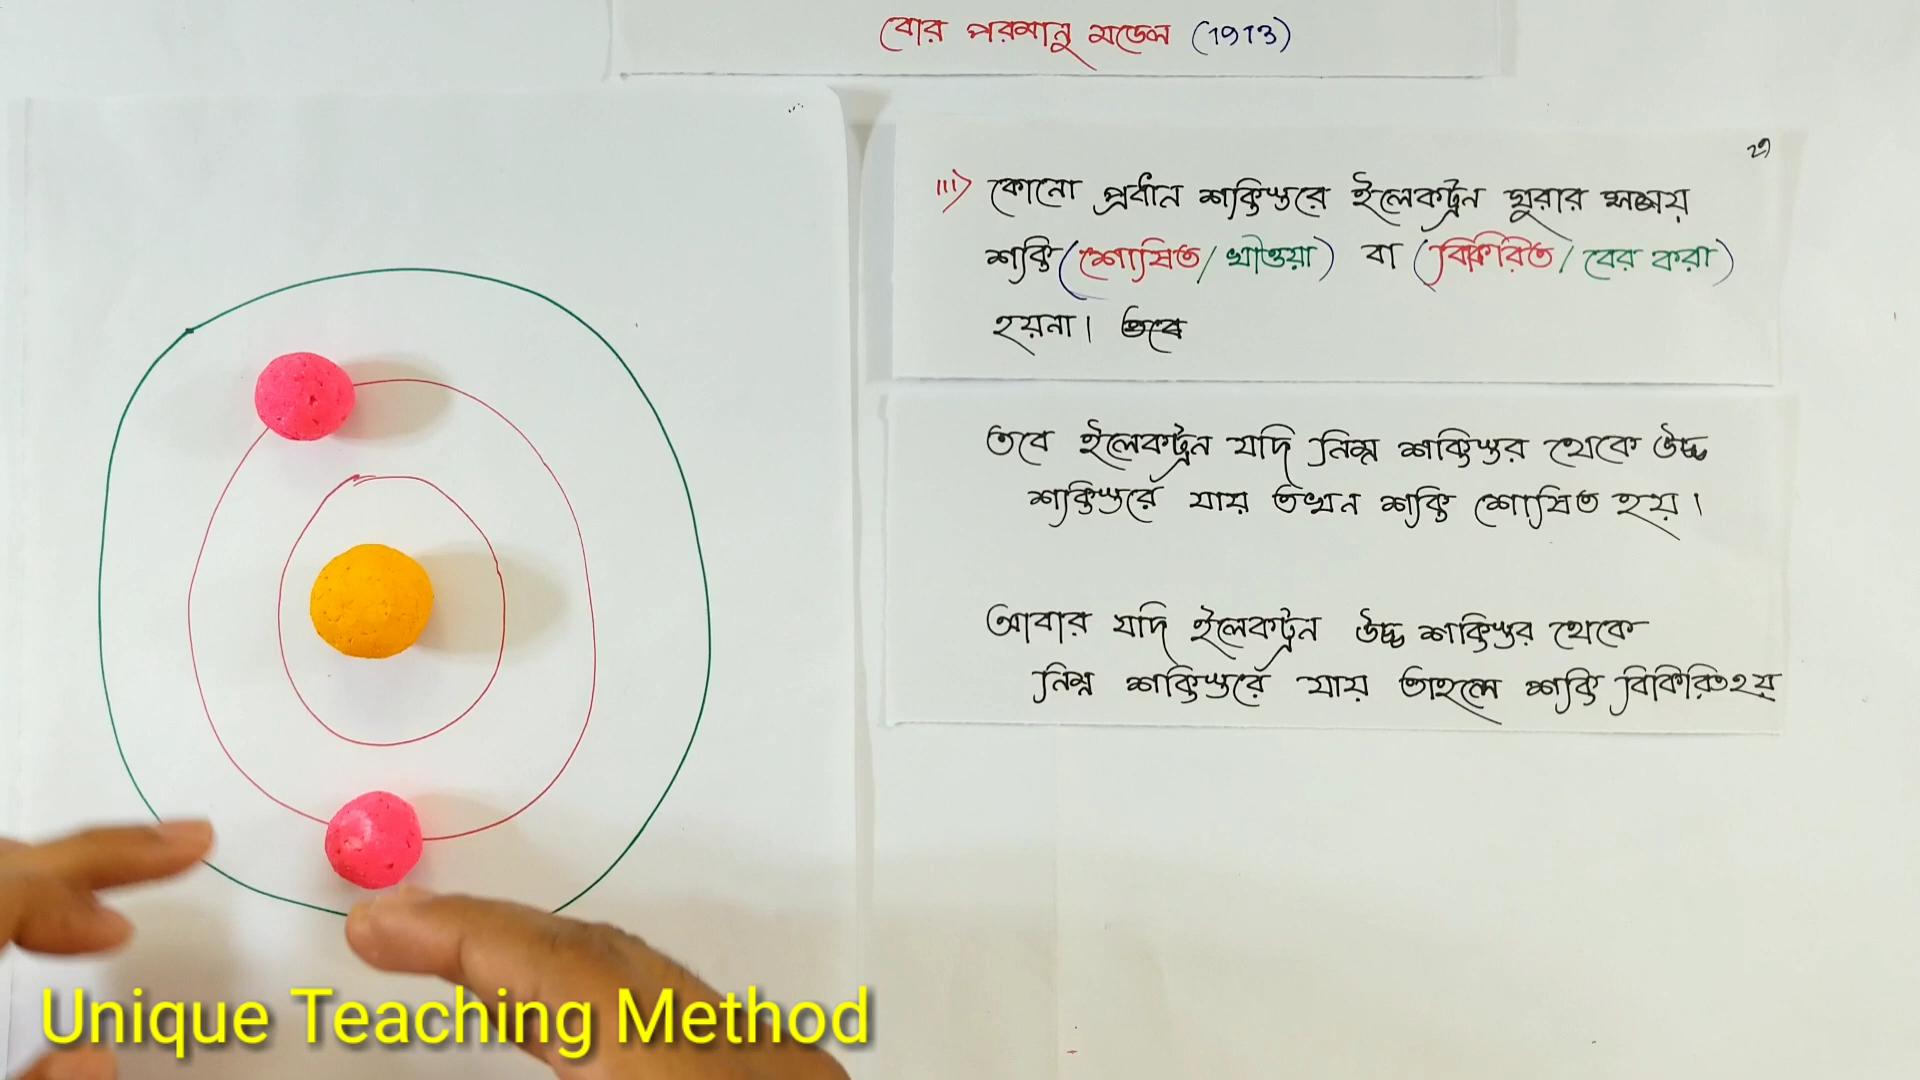 বোর পরমানু মডেল (1913)
iii) কোনো প্রধান শক্তিস্তরে ইলেকট্রন ঘুরার সময়
শক্তি (শোষিত/খাওয়া) বা (বিকিরিত/বের করা)
হয়না। তবে
তবে ইলেকট্রন যদি নিম্ন শক্তিস্তর থেকে উচ্চ
শক্তিস্তরে যায় তখন শক্তি শোষিত হয়।
আবার যদি ইলেকট্রন উচ্চ শক্তিস্তর থেকে
নিম্ন শক্তিস্তরে যায় তাহলে শক্তি বিকিরিত হয়
Unique Teaching Method